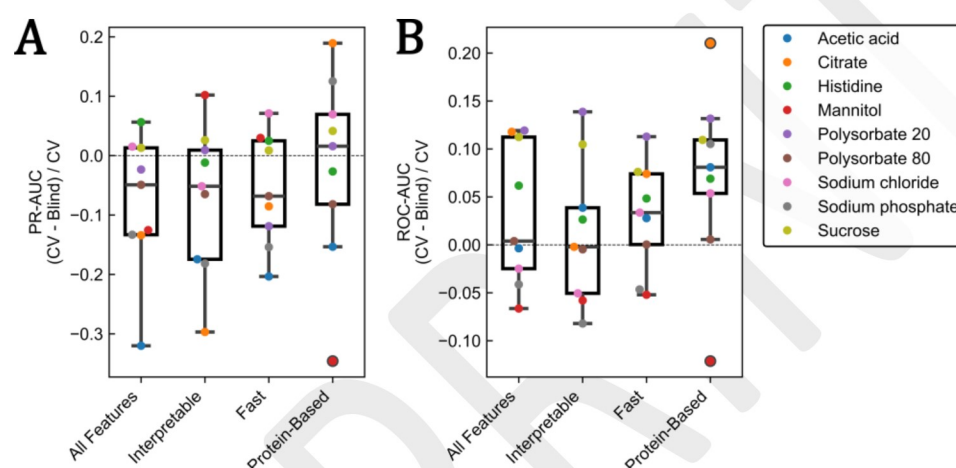 A
PR-AUC
(CV - Blind) / CV
0.2
0.1
0.0
−0.1
−0.2
−0.3
All Features
Interpretable
Fast
Protein-Based
B
ROC-AUC
(CV - Blind) / CV
0.20
0.15
0.10
0.05
0.00
−0.05
−0.10
All Features
Interpretable
Fast
Protein-Based
Acetic acid
Citrate
Histidine
Mannitol
Polysorbate 20
Polysorbate 80
Sodium chloride
Sodium phosphate
Sucrose